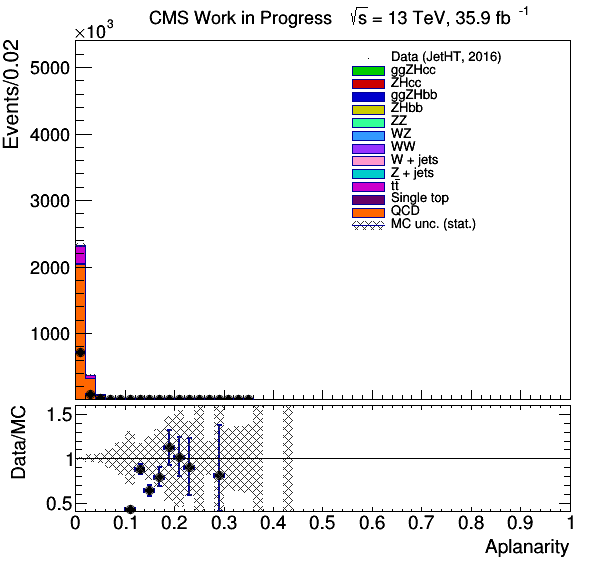 CMS Work in Progress √s = 13 TeV, 35.9 fb⁻¹
×10³
Events/0.02
5000
4000
3000
2000
1000
Data (JetHT, 2016)
ggZHcc
ZHcc
ggZHbb
ZHbb
ZZ
WZ
WW
W + jets
Z + jets
tt̄
Single top
QCD
MC unc. (stat.)
Data/MC
1.5
1
0.5
0 0.1 0.2 0.3 0.4 0.5 0.6 0.7 0.8 0.9 1
Aplanarity